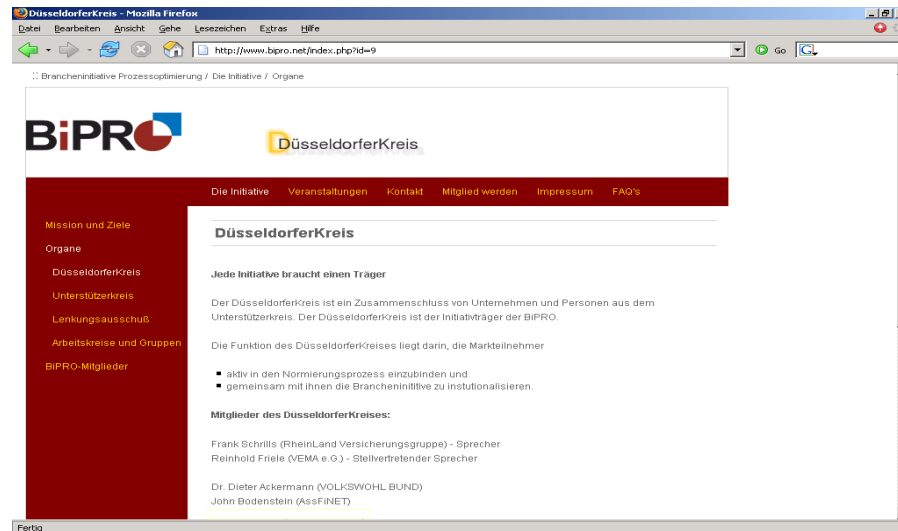 DüsseldorferKreis - Mozilla Firefox
Datei Bearbeiten Ansicht Gehe Lesezeichen Extras Hilfe
http://www.bipro.net/index.php?id=9 Go G
:: Brancheninitiative Prozessoptimierung / Die Initiative / Organe
BiPRO
DüsseldorferKreis
Die Initiative Veranstaltungen Kontakt Mitglied werden Impressum FAQ's
Mission und Ziele
Organe
DüsseldorferKreis
Unterstützerkreis
Lenkungsausschuß
Arbeitskreise und Gruppen
BiPRO-Mitglieder
DüsseldorferKreis
Jede Initiative braucht einen Träger
Der DüsseldorferKreis ist ein Zusammenschluss von Unternehmen und Personen aus dem
Unterstützerkreis. Der DüsseldorferKreis ist der Initiativträger der BiPRO.
Die Funktion des DüsseldorferKreises liegt darin, die Markteilnehmer
aktiv in den Normierungsprozess einzubinden und
gemeinsam mit ihnen die Brancheninititive zu instutionalisieren.
Mitglieder des DüsseldorferKreises:
Frank Schrills (RheinLand Versicherungsgruppe) - Sprecher
Reinhold Friele (VEMA e.G.) - Stellvertretender Sprecher
Dr. Dieter Ackermann (VOLKSWOHL BUND)
John Bodenstein (AssFiNET)
Fertig